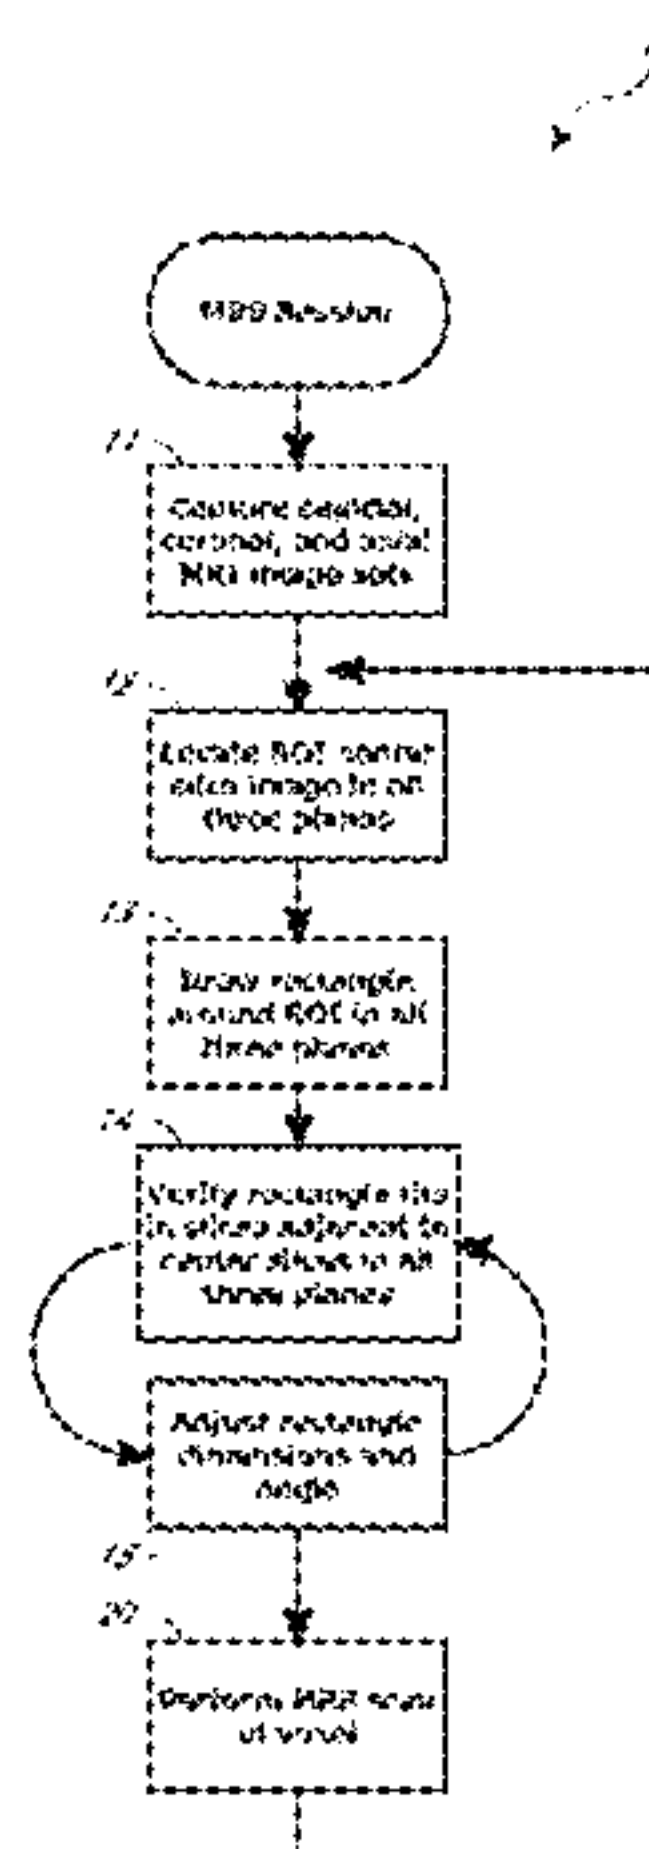 MRS Session
11
Capture sagittal,
coronal, and axial
MRI image sets
12
Locate ROI center
slice image in all
three planes
13
Draw rectangle
around ROI in all
three planes
14
Verify rectangle fits
in slices adjacent to
center slices in all
three planes
Adjust rectangle
dimensions and
angle
15
20
Perform MRS scan
of voxel